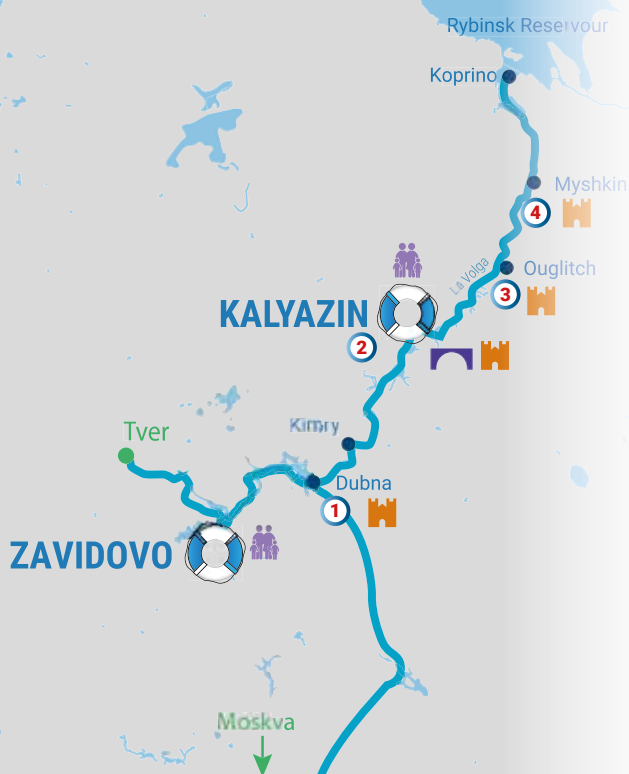 Rybinsk Reservour
Koprino
Myshkin
4
La Volga
Ouglitch
3
KALYAZIN
2
Kimry
Tver
Dubna
1
ZAVIDOVO
Moskva